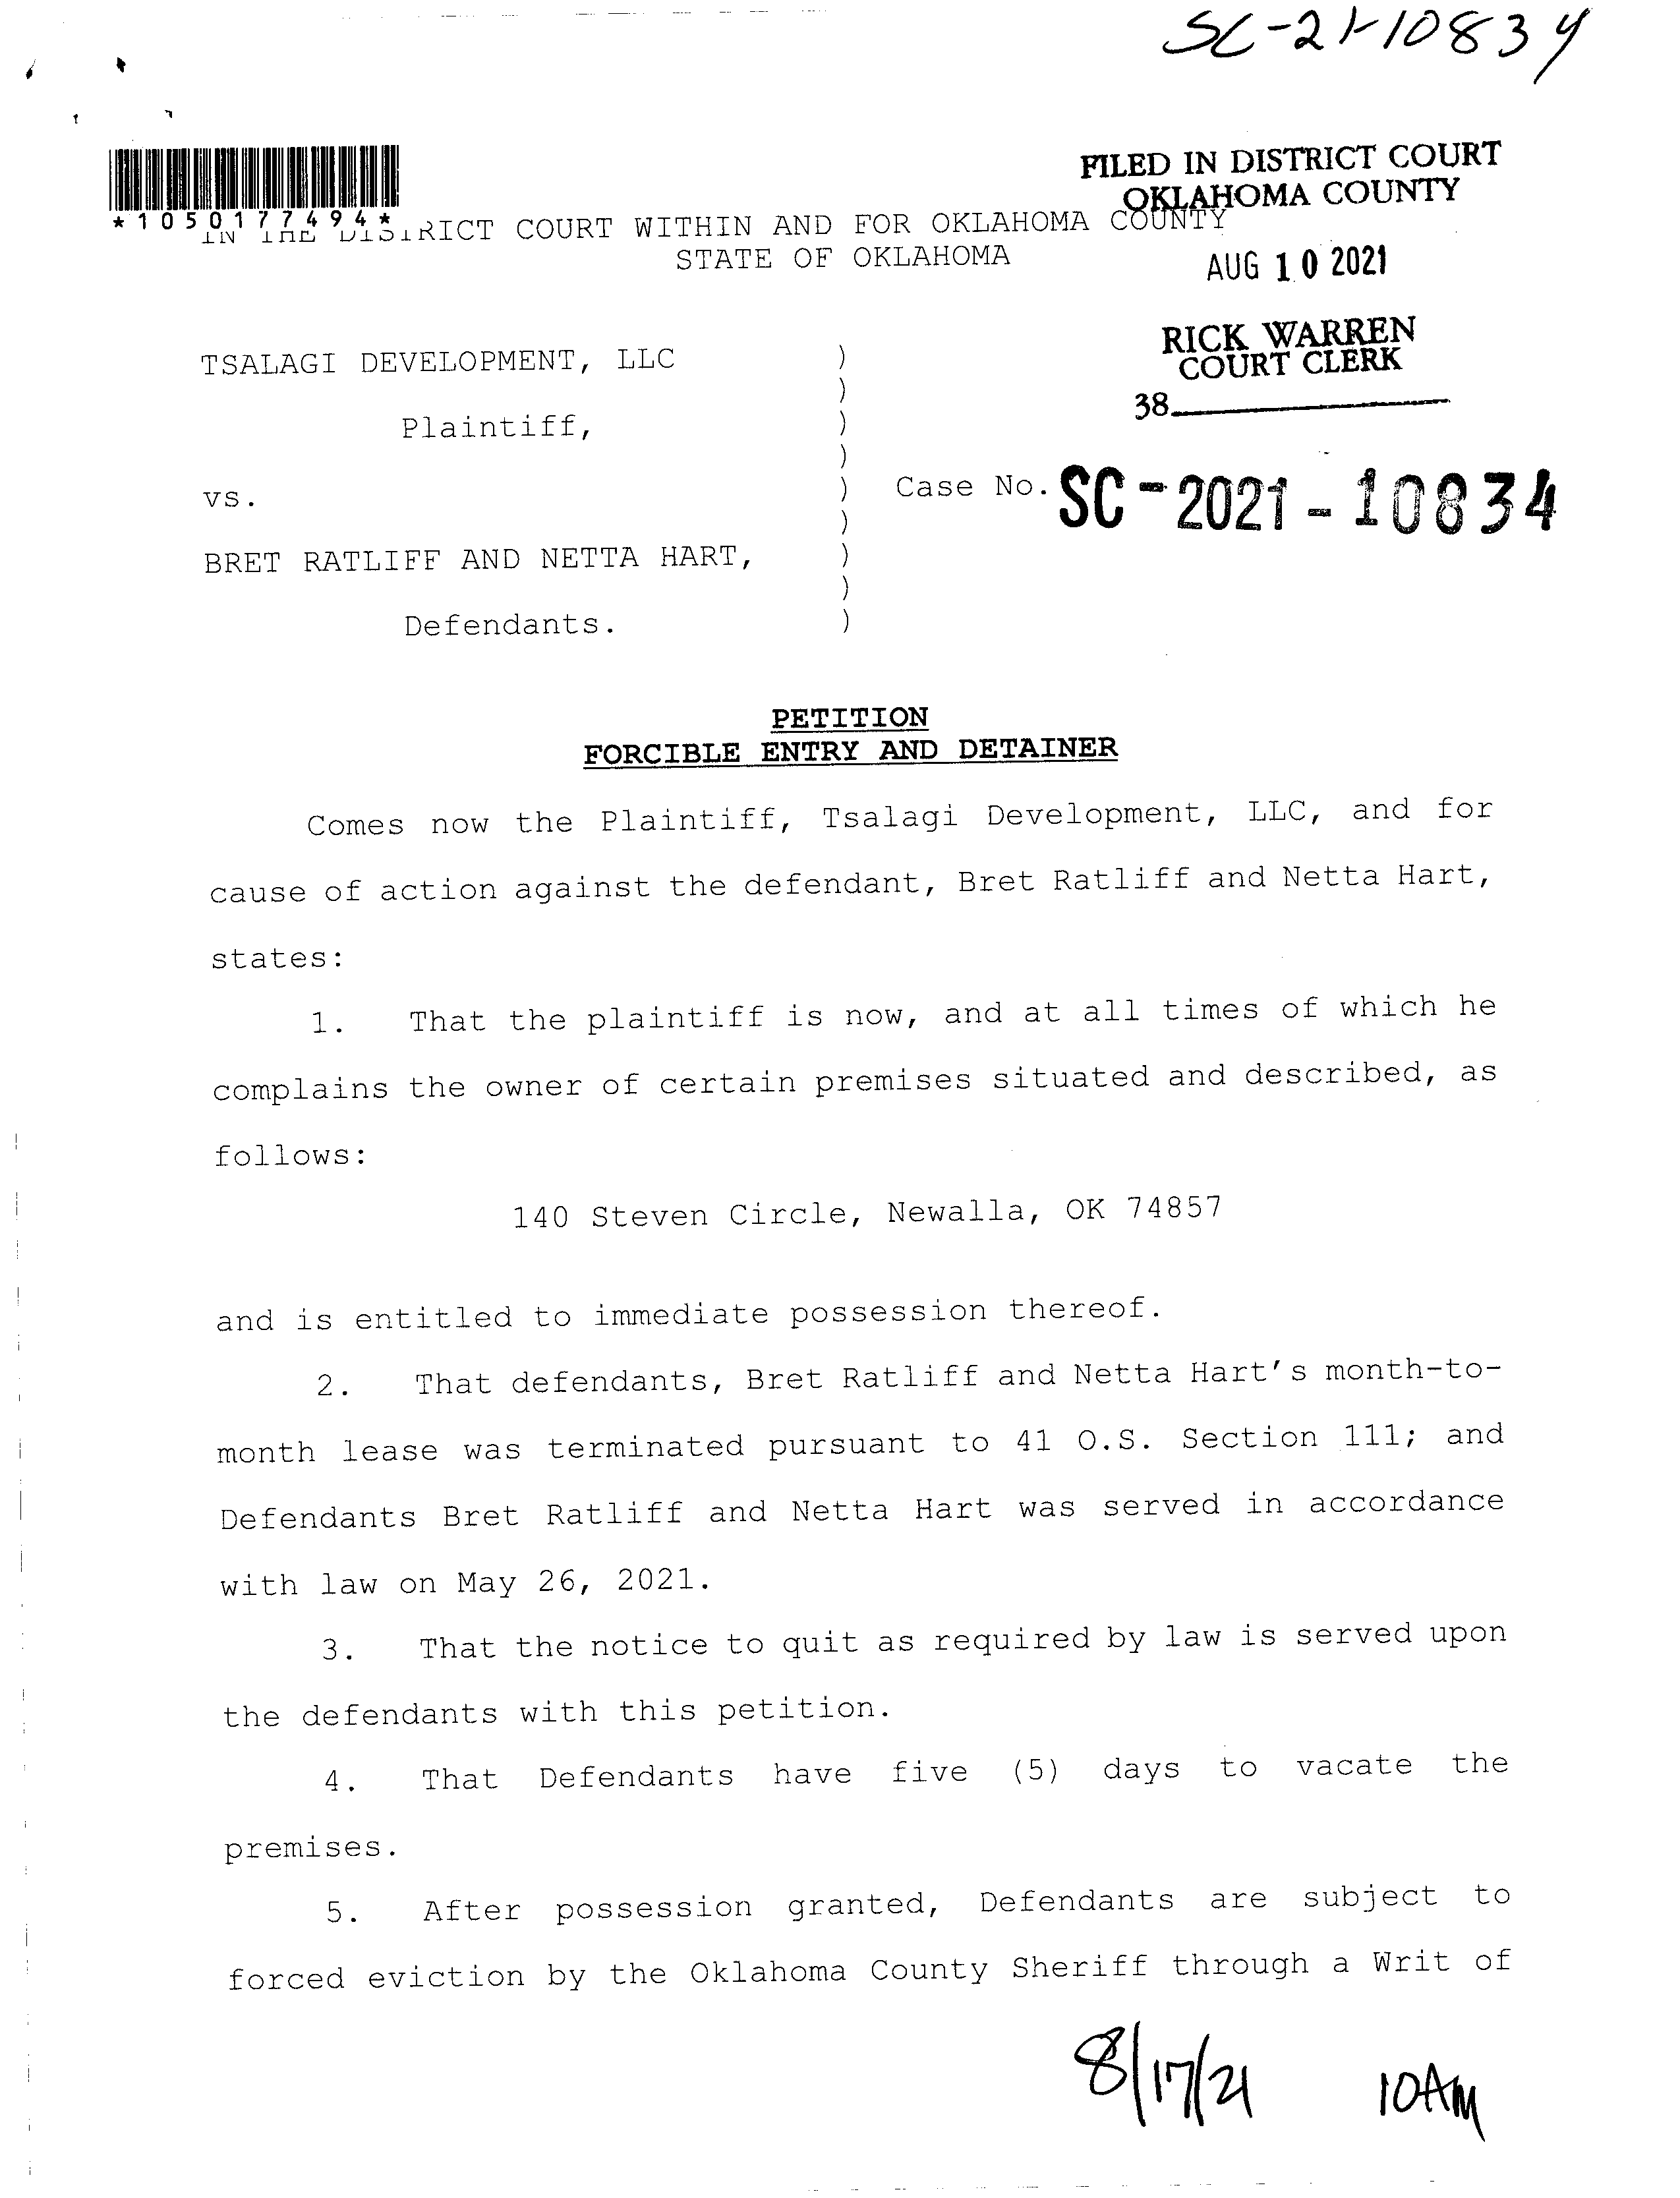 SC-21-10834
FILED IN DISTRICT COURT
OKLAHOMA COUNTY
*1050177494*
IN THE DISTRICT COURT WITHIN AND FOR OKLAHOMA COUNTY
STATE OF OKLAHOMA
AUG 10 2021
RICK WARREN
COURT CLERK
38
TSALAGI DEVELOPMENT, LLC )
)
Plaintiff, )
)
vs. ) Case No. SC-2021-10834
)
BRET RATLIFF AND NETTA HART, )
)
Defendants. )
PETITION
FORCIBLE ENTRY AND DETAINER
Comes now the Plaintiff, Tsalagi Development, LLC, and for
cause of action against the defendant, Bret Ratliff and Netta Hart,
states:
1. That the plaintiff is now, and at all times of which he
complains the owner of certain premises situated and described, as
follows:
140 Steven Circle, Newalla, OK 74857
and is entitled to immediate possession thereof.
2. That defendants, Bret Ratliff and Netta Hart's month-to-
month lease was terminated pursuant to 41 O.S. Section 111; and
Defendants Bret Ratliff and Netta Hart was served in accordance
with law on May 26, 2021.
3. That the notice to quit as required by law is served upon
the defendants with this petition.
4. That Defendants have five (5) days to vacate the
premises.
5. After possession granted, Defendants are subject to
forced eviction by the Oklahoma County Sheriff through a Writ of
8/17/21 10AM